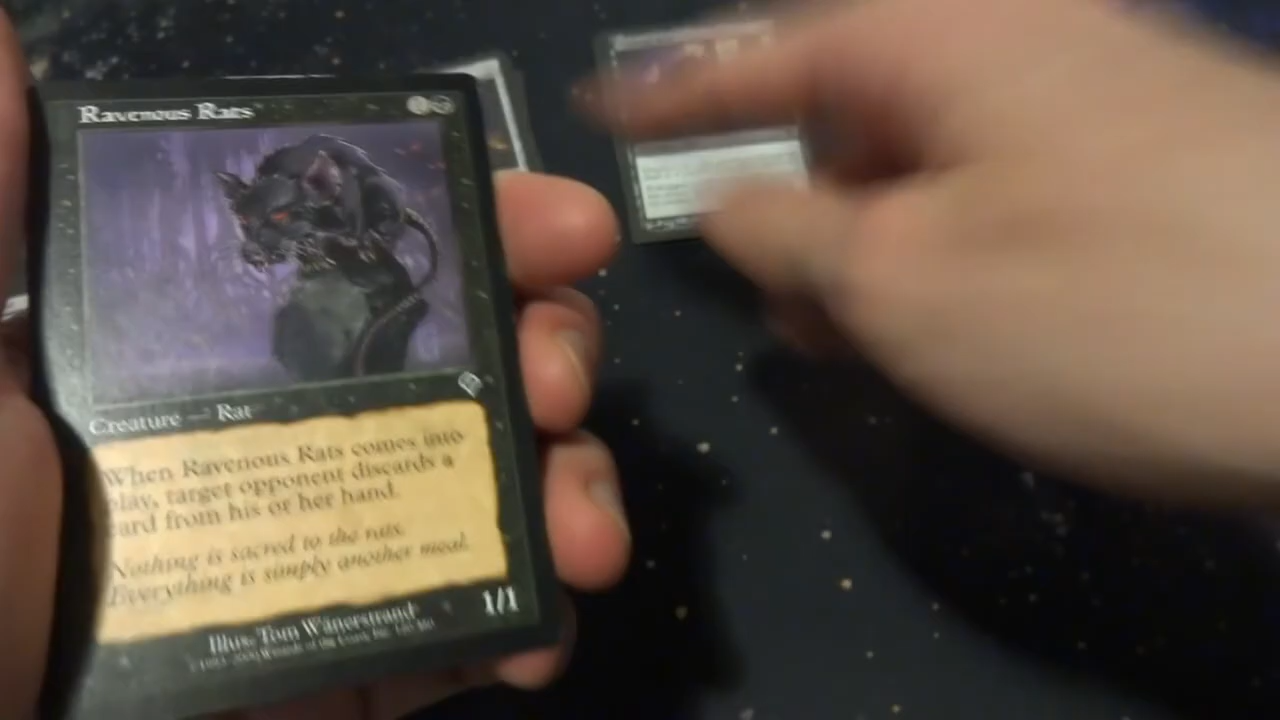 Ravenous Rats
Creature — Rat
When Ravenous Rats comes into
play, target opponent discards a
card from his or her hand.
Nothing is sacred to the rats.
Everything is simply another meal.
1/1
Illus. Tom Wänerstrand